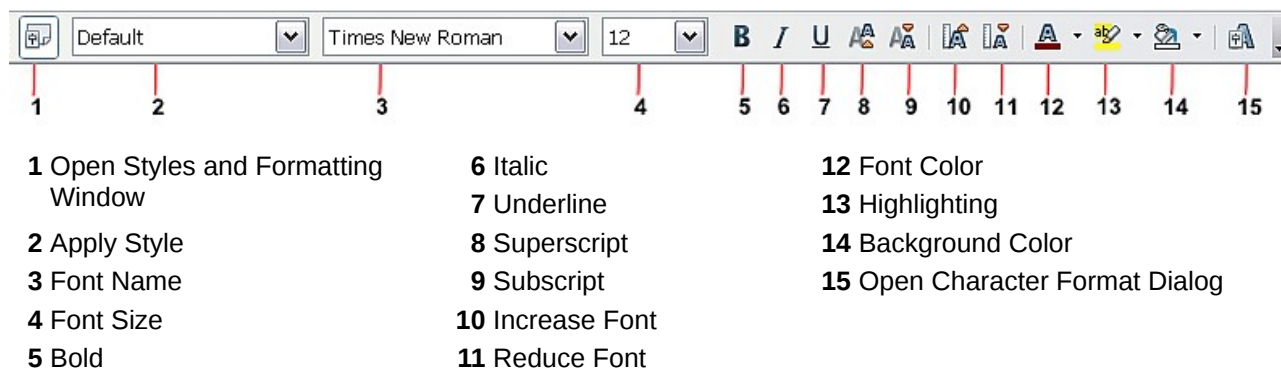 Default Times New Roman 12 B I U
1 2 3 4 5 6 7 8 9 10 11 12 13 14 15
1 Open Styles and Formatting
Window
2 Apply Style
3 Font Name
4 Font Size
5 Bold
6 Italic
7 Underline
8 Superscript
9 Subscript
10 Increase Font
11 Reduce Font
12 Font Color
13 Highlighting
14 Background Color
15 Open Character Format Dialog